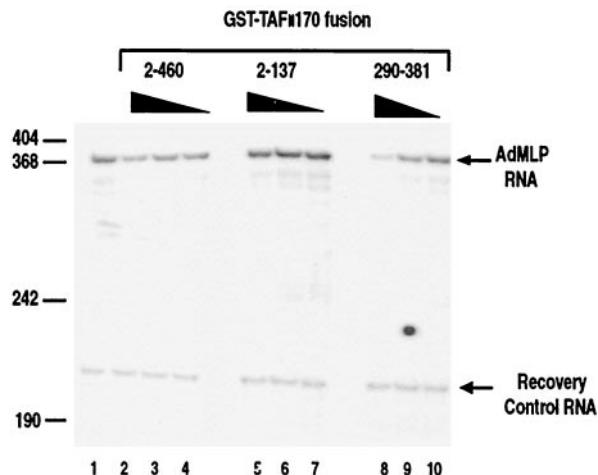 GST-TAFII170 fusion
2-460 2-137 290-381
404
368
AdMLP
RNA
242
Recovery
Control RNA
190
1 2 3 4 5 6 7 8 9 10